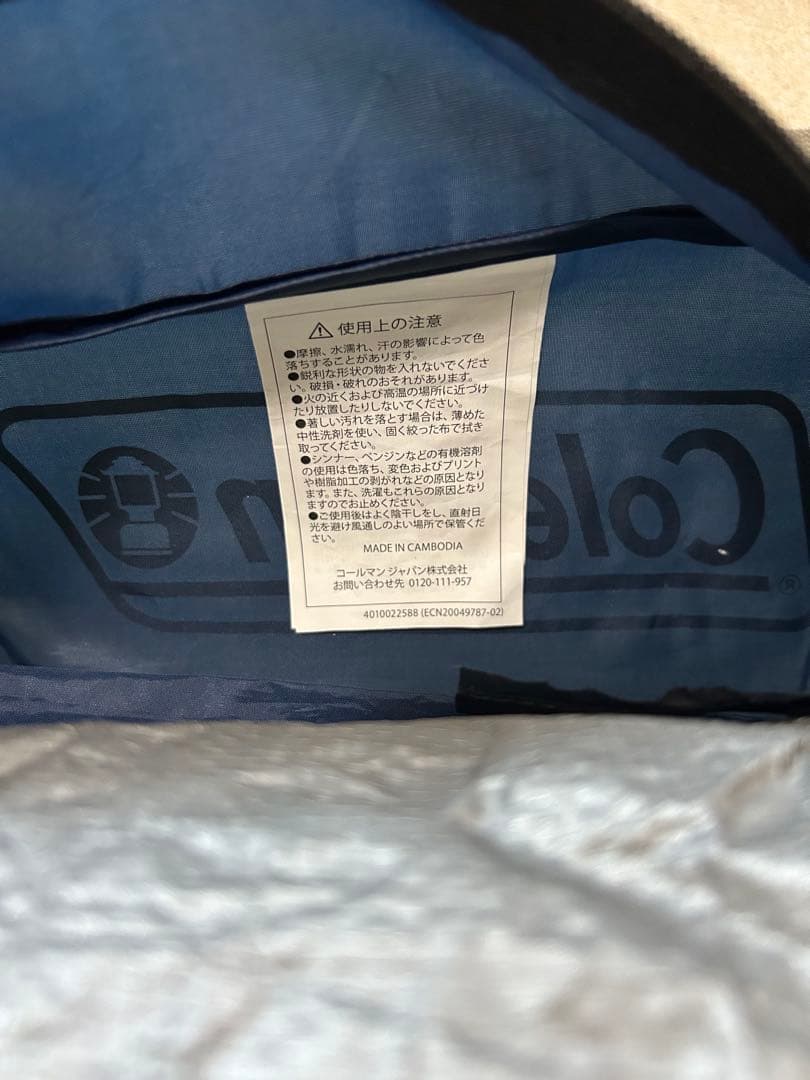 ⚠ 使用上の注意
●摩擦、水濡れ、汗の影響によって色
落ちすることがあります。
●鋭利な形状の物を入れないでくださ
い。破損・破れのおそれがあります。
●火の近くおよび高温の場所に近づけ
たり放置したりしないでください。
●著しい汚れを落とす場合は、薄めた
中性洗剤を使い、固く絞った布で拭き
取ってください。
●シンナー、ベンジンなどの有機溶剤
の使用は色落ち、変色およびプリント
や樹脂加工の剥がれなどの原因となり
ます。また、洗濯もこれらの原因となり
ますのでお止めください。
●ご使用後はよく陰干しをし、直射日
光を避け風通しのよい場所で保管くだ
さい。
MADE IN CAMBODIA
コールマン ジャパン株式会社
お問い合わせ先 0120-111-957
4010022588 (ECN20049787-02)
Cole n ®